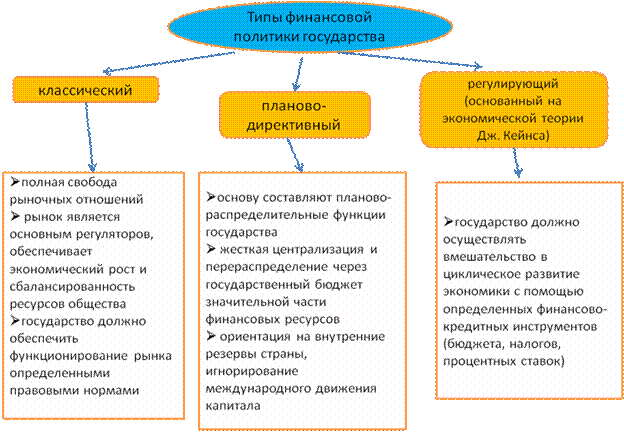 Типы финансовой
политики государства
классический
планово-
директивный
регулирующий
(основанный на
экономической теории
Дж. Кейнса)
➢полная свобода
рыночных отношений
➢ рынок является
основным регуляторов,
обеспечивает
экономический рост и
сбалансированность
ресурсов общества
➢государство должно
обеспечить
функционирование рынка
определенными
правовыми нормами
➢основу составляют планово-
распределительные функции
государства
➢ жесткая централизация и
перераспределение через
государственный бюджет
значительной части
финансовых ресурсов
➢ ориентация на внутренние
резервы страны,
игнорирование
международного движения
капитала
➢государство должно
осуществлять
вмешательство в
циклическое развитие
экономики с помощью
определенных финансово-
кредитных инструментов
(бюджета, налогов,
процентных ставок)